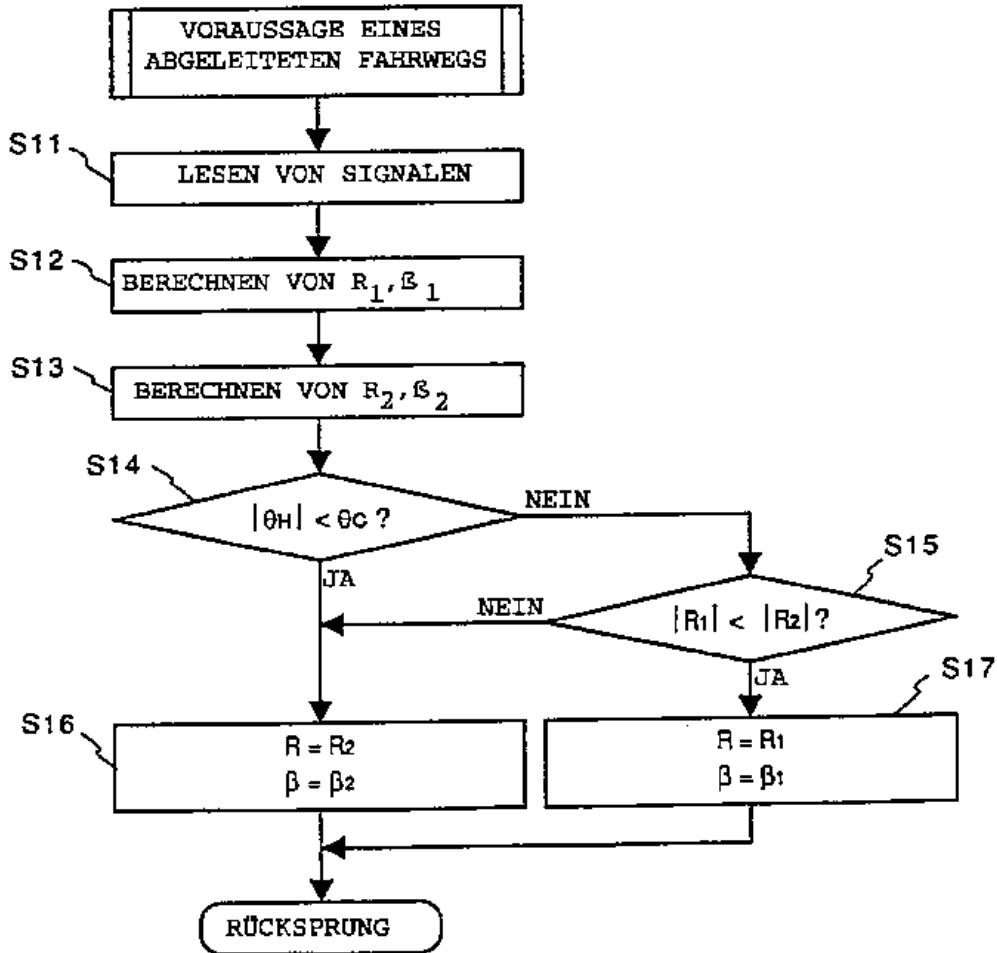 VORAUSSAGE EINES
ABGELEITETEN FAHRWEGS
S11
LESEN VON SIGNALEN
S12
BERECHNEN VON R1,ß1
S13
BERECHNEN VON R2,ß2
S14
|θH| < θC ?
NEIN
JA
S15
|R1| < |R2|?
NEIN
JA
S16
R = R2
β = β2
S17
R = R1
β = β1
RÜCKSPRUNG